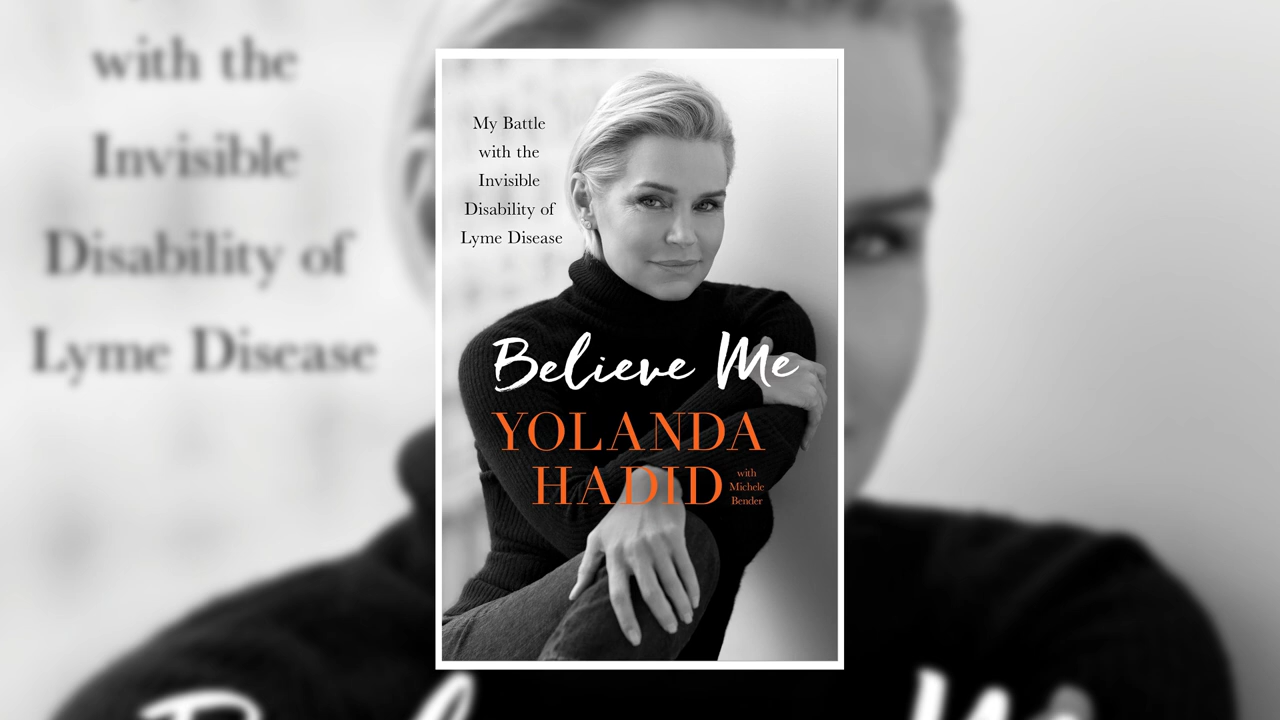 with the
Invisible
Disability of
Lyme Disease
My Battle
with the
Invisible
Disability of
Lyme Disease
Believe Me
YOLANDA
HADID
with
Michele
Bender